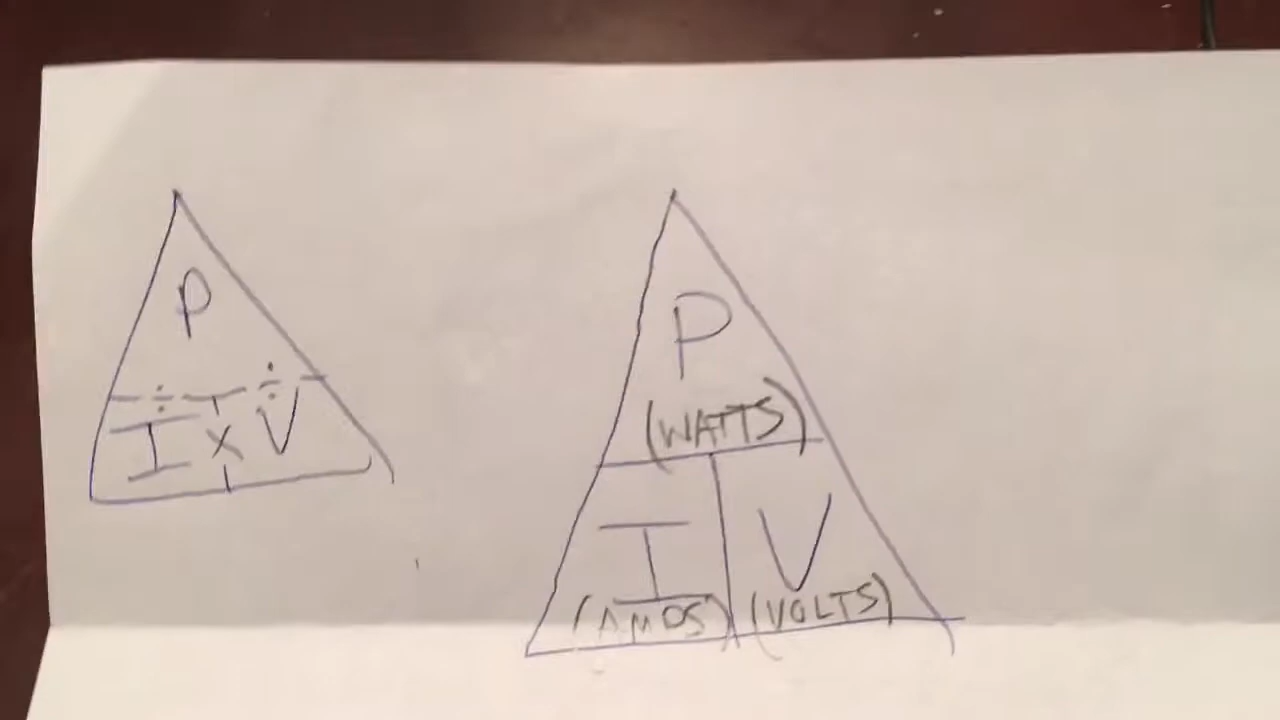 P
÷ ÷
I x V
P
(WATTS)
I V
(AMPS) (VOLTS)